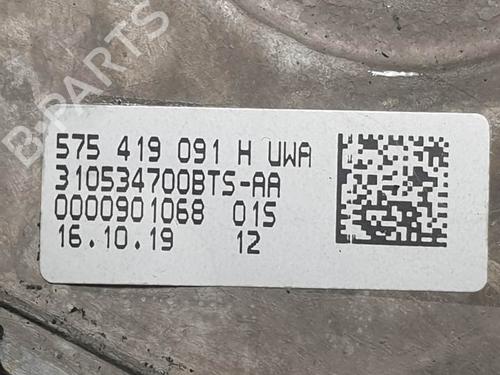 B-PARTS
575 419 091 H UWA
310534700BTS-AA
0000901068 01S
16.10.19 12